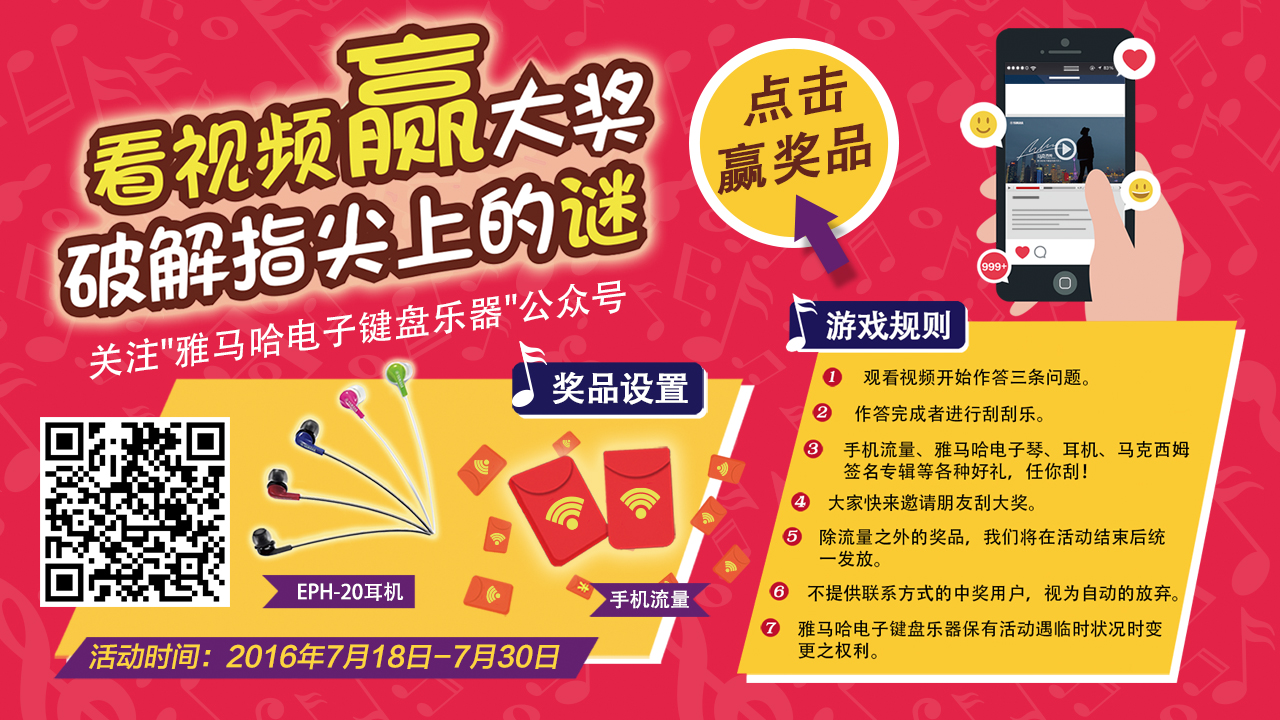 看视频赢大奖
破解指尖上的谜
关注"雅马哈电子键盘乐器"公众号
点击
赢奖品
999+
奖品设置
EPH-20耳机
手机流量
活动时间：2016年7月18日-7月30日
游戏规则
1 观看视频开始作答三条问题。
2 作答完成者进行刮刮乐。
3 手机流量、雅马哈电子琴、耳机、马克西姆
签名专辑等各种好礼，任你刮！
4 大家快来邀请朋友刮大奖。
5 除流量之外的奖品，我们将在活动结束后统
一发放。
6 不提供联系方式的中奖用户，视为自动的放弃。
7 雅马哈电子键盘乐器保有活动遇临时状况时变
更之权利。